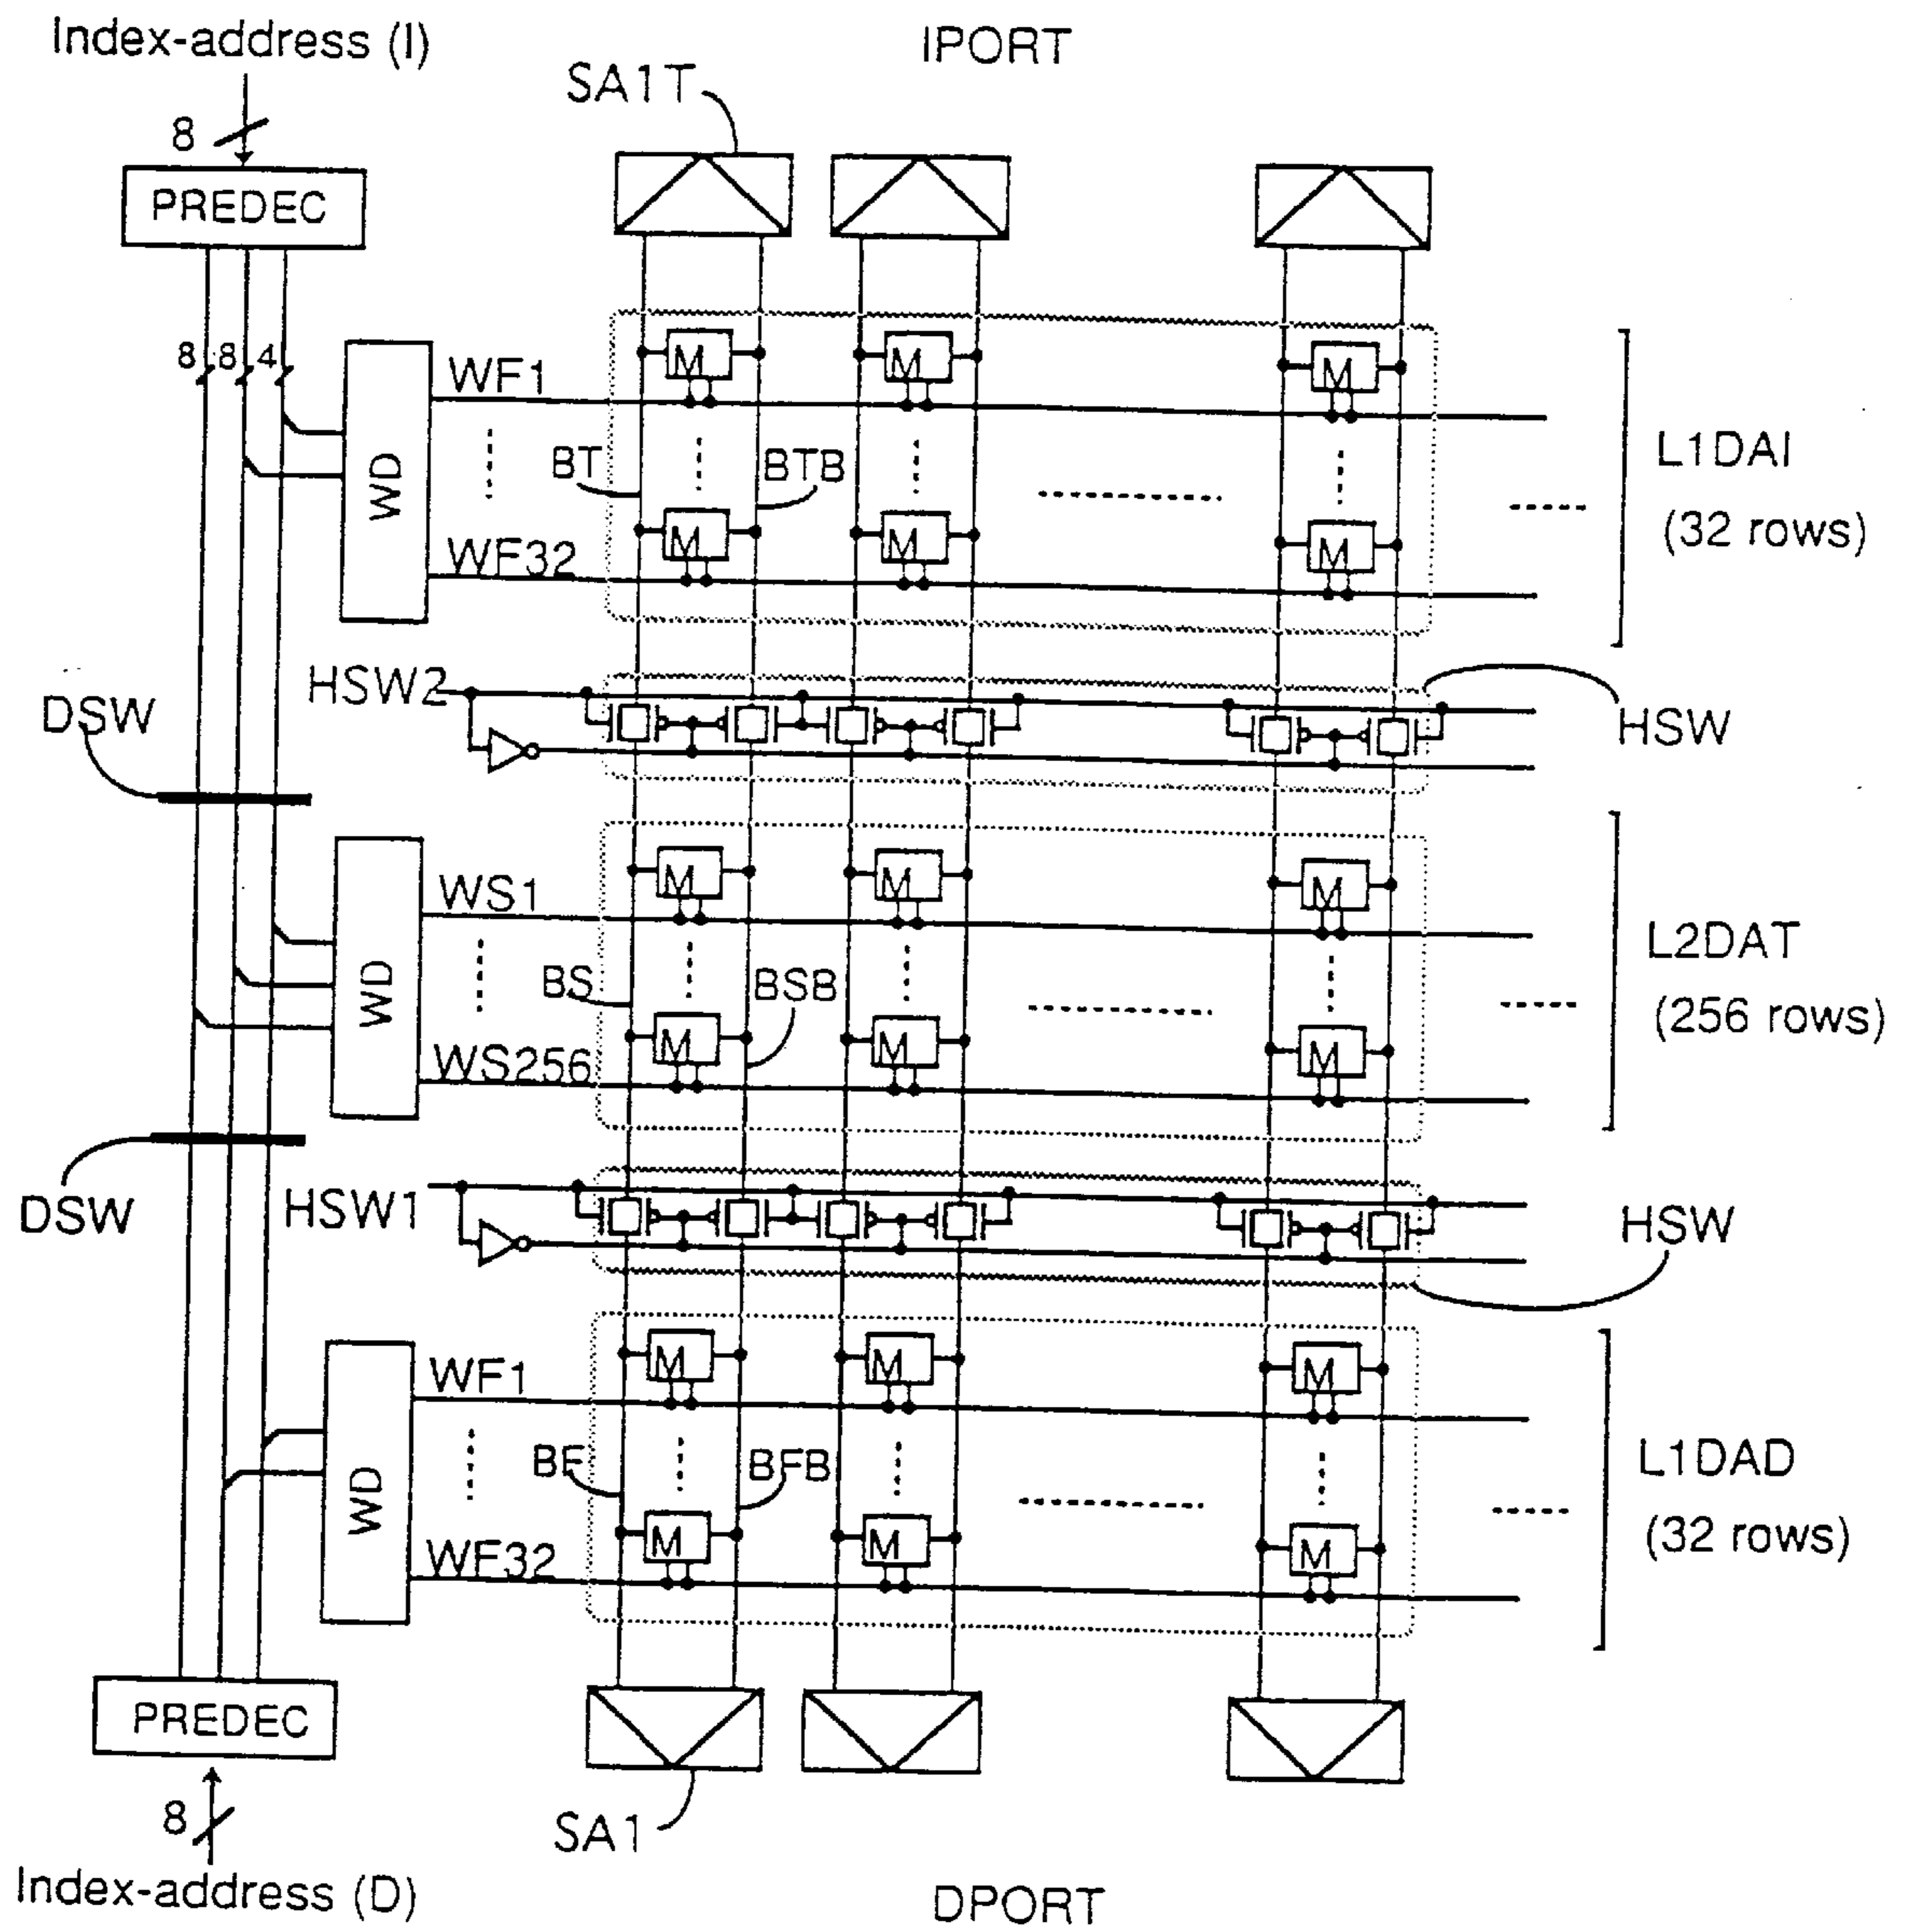 Index-address (I)
IPORT
SA1T
8
PREDEC
8 8 4
WD
WF1
M M M
BT
BTB
L1DAI
(32 rows)
M M M
WF32
HSW2
DSW
HSW
M M M
WS1
WD
BS
BSB
L2DAT
(256 rows)
M M M
WS256
DSW
HSW1
HSW
M M M
WF1
WD
BF
BFB
L1DAD
(32 rows)
M M M
WF32
PREDEC
8
SA1
Index-address (D)
DPORT